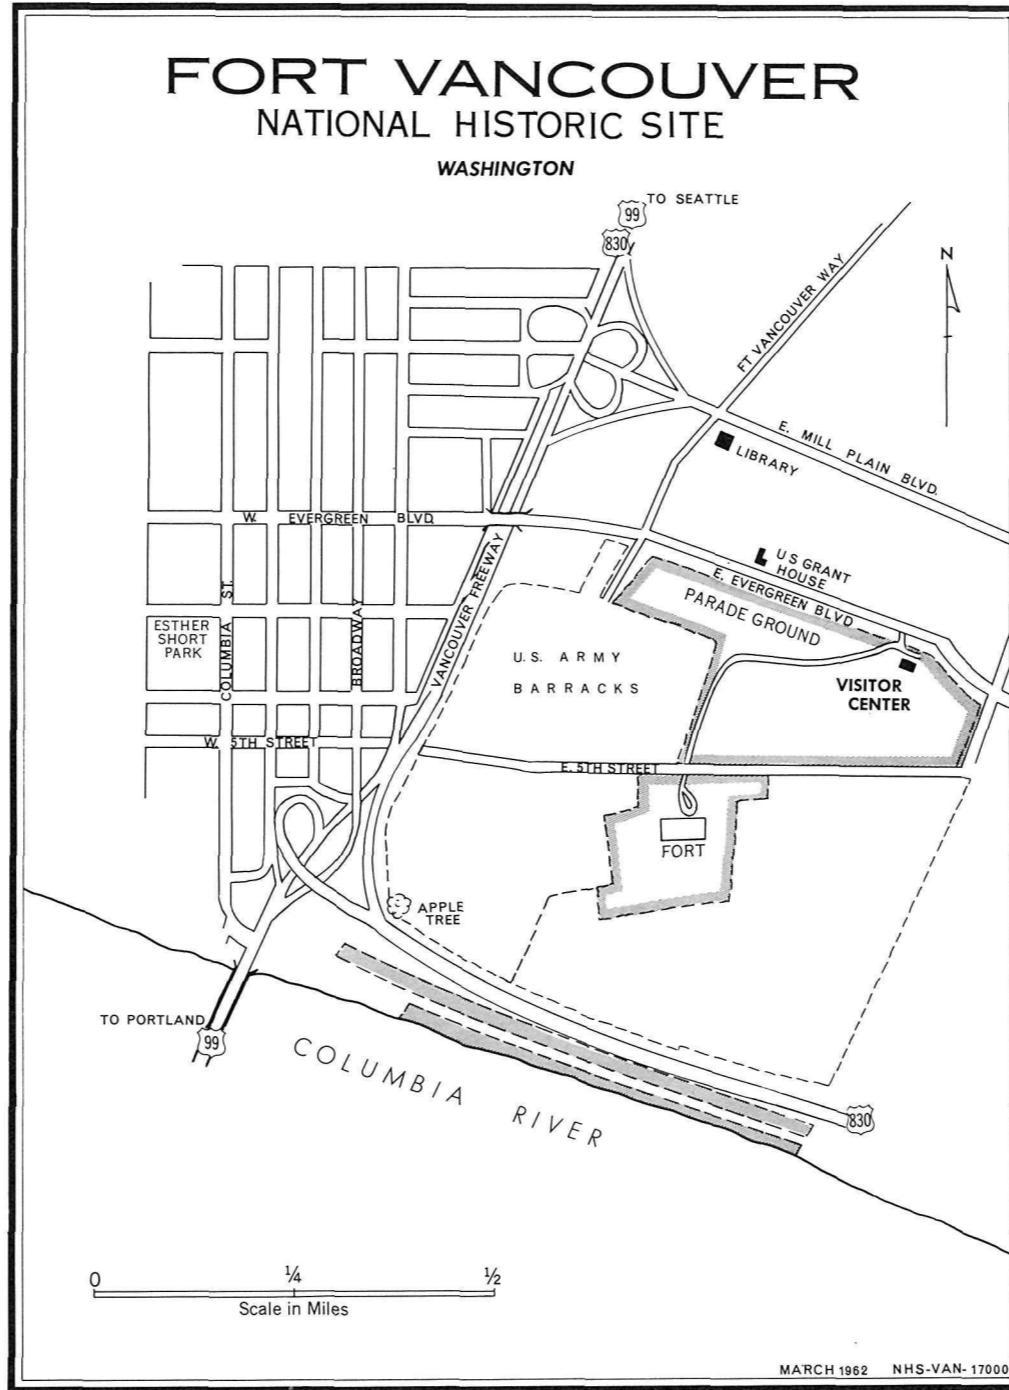 FORT VANCOUVER
NATIONAL HISTORIC SITE
WASHINGTON
99
TO SEATTLE
830
N
FT VANCOUVER WAY
E. MILL PLAIN BLVD.
LIBRARY
W. EVERGREEN BLVD.
VANCOUVER FREEWAY
U S GRANT
HOUSE
E. EVERGREEN BLVD
PARADE GROUND
COLUMBIA ST.
BROADWAY
ESTHER
SHORT
PARK
U.S. ARMY
BARRACKS
VISITOR
CENTER
W. 5TH STREET
E. 5TH STREET
FORT
APPLE
TREE
TO PORTLAND
99
COLUMBIA RIVER
830
0 ¼ ½
Scale in Miles
MARCH 1962 NHS-VAN-17000